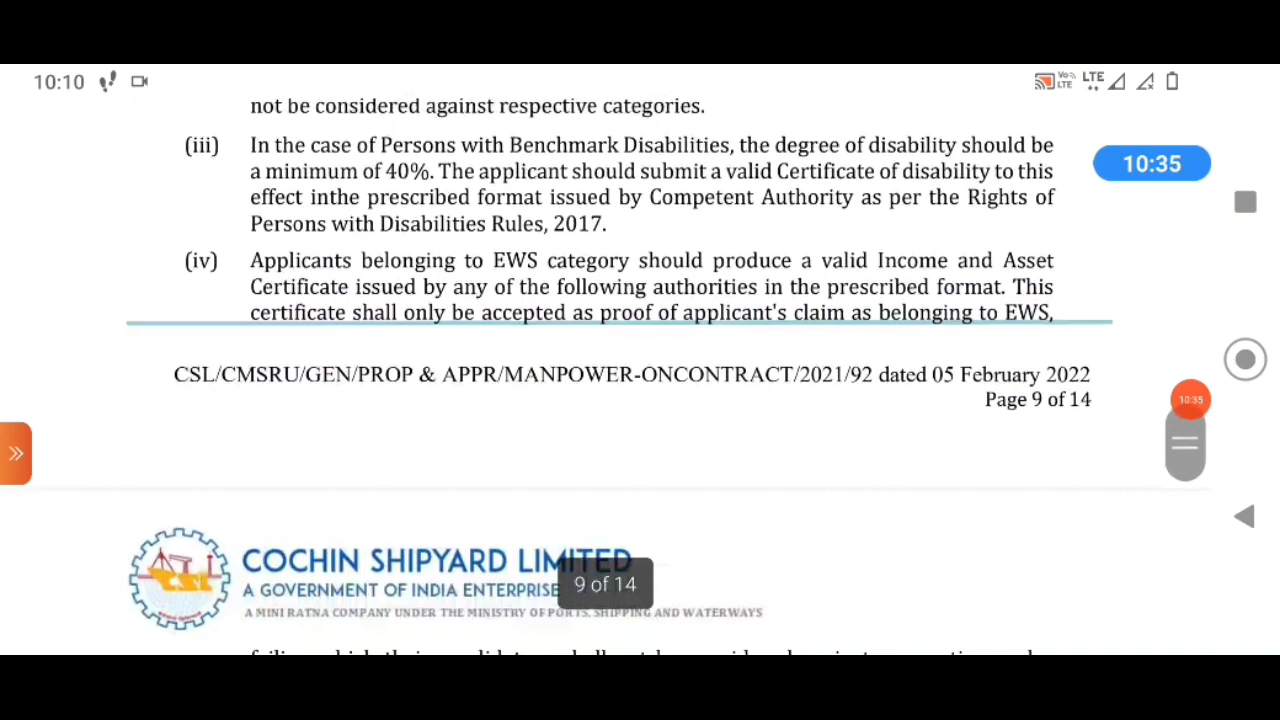 10:10
Vo LTE
LTE
not be considered against respective categories.
(iii) In the case of Persons with Benchmark Disabilities, the degree of disability should be
a minimum of 40%. The applicant should submit a valid Certificate of disability to this
effect inthe prescribed format issued by Competent Authority as per the Rights of
Persons with Disabilities Rules, 2017.
10:35
(iv) Applicants belonging to EWS category should produce a valid Income and Asset
Certificate issued by any of the following authorities in the prescribed format. This
certificate shall only be accepted as proof of applicant's claim as belonging to EWS,
CSL/CMSRU/GEN/PROP & APPR/MANPOWER-ONCONTRACT/2021/92 dated 05 February 2022
Page 9 of 14
10:35
COCHIN SHIPYARD LIMITED
A GOVERNMENT OF INDIA ENTERPRISE
9 of 14
A MINI RATNA COMPANY UNDER THE MINISTRY OF PORTS, SHIPPING AND WATERWAYS